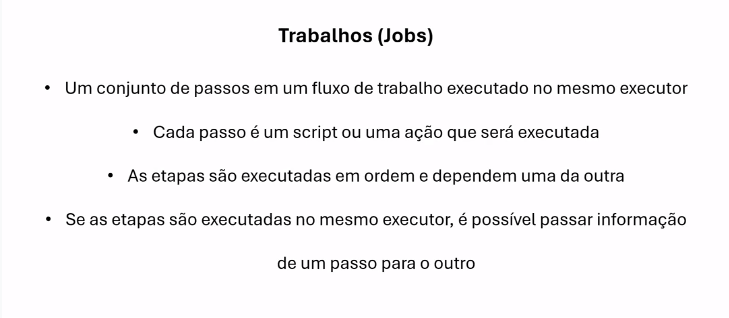 Trabalhos (Jobs)
• Um conjunto de passos em um fluxo de trabalho executado no mesmo executor
• Cada passo é um script ou uma ação que será executada
• As etapas são executadas em ordem e dependem uma da outra
• Se as etapas são executadas no mesmo executor, é possível passar informação
de um passo para o outro